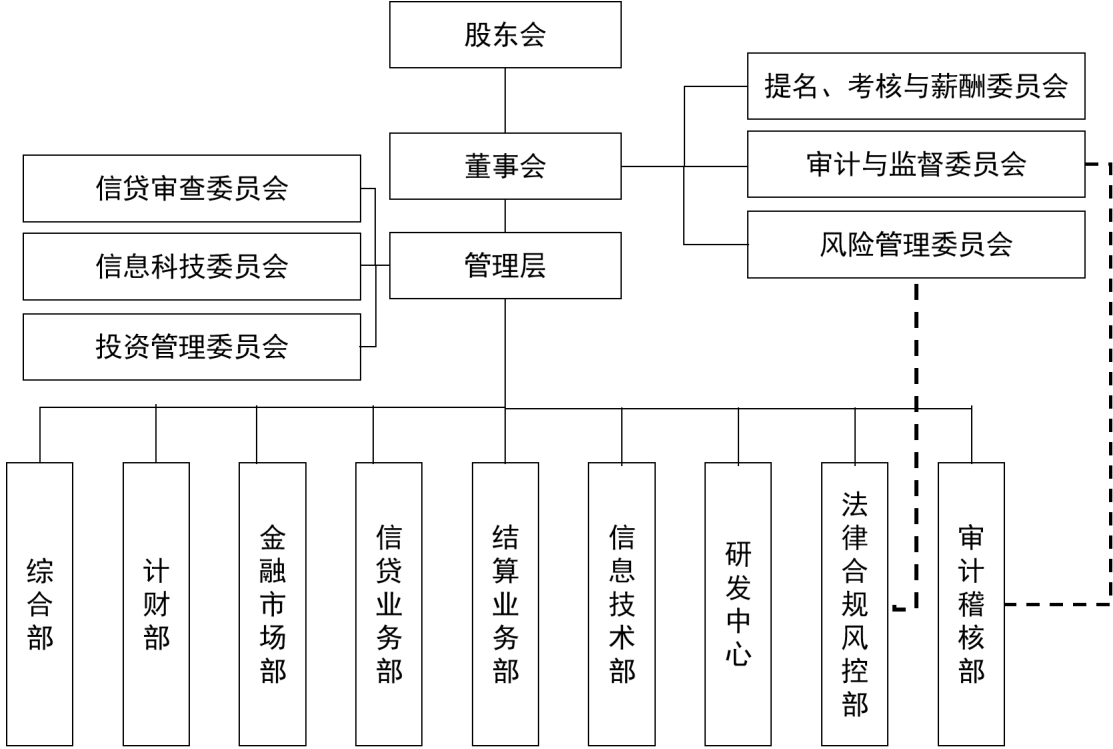 股东会
提名、考核与薪酬委员会
董事会
审计与监督委员会
信贷审查委员会
风险管理委员会
信息科技委员会
管理层
投资管理委员会
综合部
计财部
金融市场部
信贷业务部
结算业务部
信息技术部
研发中心
法律合规风控部
审计稽核部